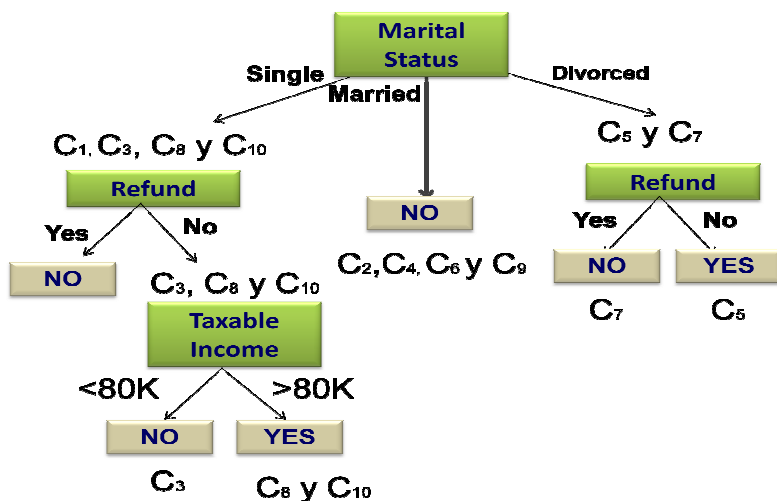 Marital
Status
Single
Married
Divorced
C1, C3, C8 y C10
C5 y C7
Refund
Refund
Yes
No
NO
Yes
No
NO
C3, C8 y C10
C2,C4, C6 y C9
NO
YES
Taxable
Income
C7
C5
<80K
>80K
NO
YES
C3
C8 y C10